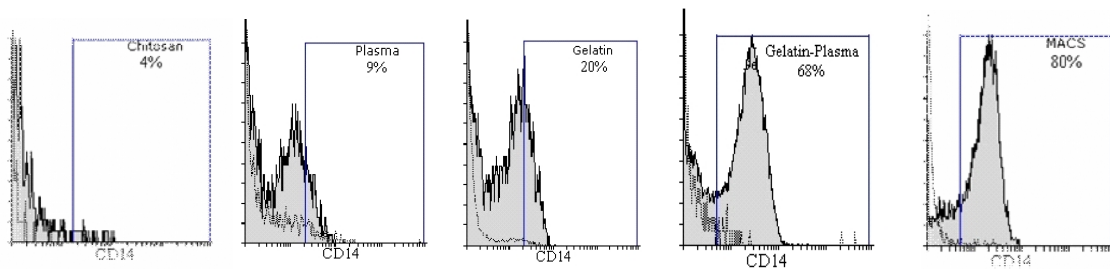 Chitosan
4%
CD14
Plasma
9%
CD14
Gelatin
20%
CD14
Gelatin-Plasma
68%
CD14
MACS
80%
CD14